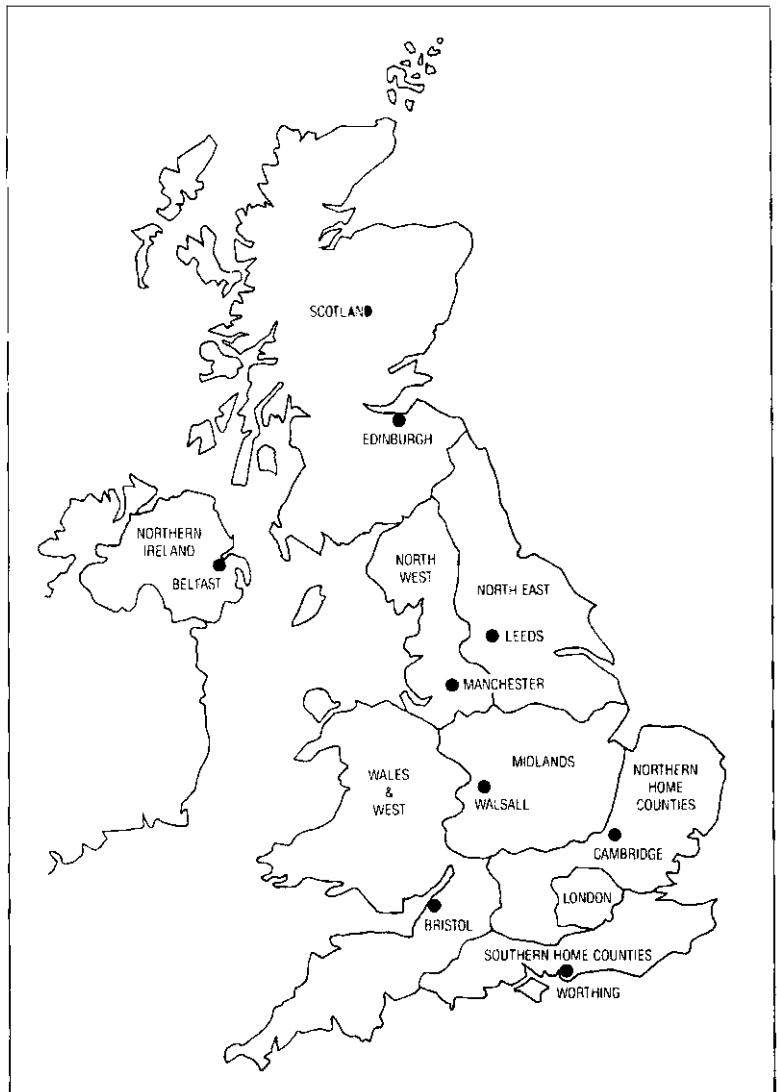 SCOTLAND
EDINBURGH
NORTHERN
IRELAND
BELFAST
NORTH
WEST
NORTH EAST
LEEDS
MANCHESTER
WALES
&
WEST
MIDLANDS
WALSALL
NORTHERN
HOME
COUNTIES
CAMBRIDGE
LONDON
BRISTOL
SOUTHERN HOME COUNTIES
WORTHING